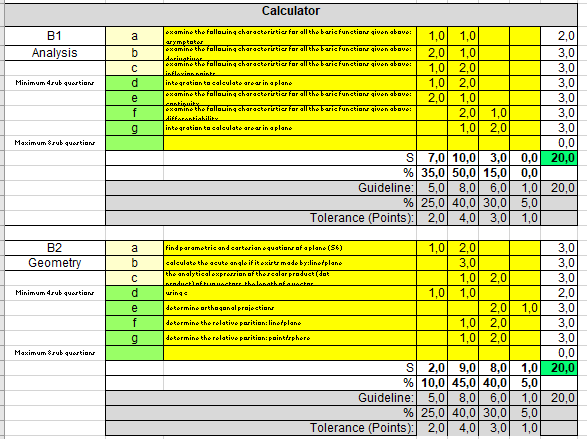 Calculator
B1 a examine the following characteristics for all the basic functions given above: 1,0 1,0 2,0
asymptotes
Analysis b examine the following characteristics for all the basic functions given above: 2,0 1,0 3,0
derivatives
c examine the following characteristics for all the basic functions given above: 1,0 2,0 3,0
inflexion points
Minimum 4 sub questions d integration to calculate areas in a plane 1,0 2,0 3,0
e examine the following characteristics for all the basic functions given above: 2,0 1,0 3,0
continuity
f examine the following characteristics for all the basic functions given above: 2,0 1,0 3,0
differentiability
g integration to calculate areas in a plane 1,0 2,0 3,0
Maximum 8 sub questions 0,0
S 7,0 10,0 3,0 0,0 20,0
% 35,0 50,0 15,0 0,0
Guideline: 5,0 8,0 6,0 1,0 20,0
% 25,0 40,0 30,0 5,0
Tolerance (Points): 2,0 4,0 3,0 1,0
B2 a find parametric and cartesian equations of a plane (S6) 1,0 2,0 3,0
Geometry b calculate the acute angle if it exists made by: line/plane 3,0 3,0
c the analytical expression of the scalar product (dot 1,0 2,0 3,0
product) of two vectors, the length of a vector
Minimum 4 sub questions d using c 1,0 1,0 2,0
e determine orthogonal projections 2,0 1,0 3,0
f determine the relative position: line/plane 1,0 2,0 3,0
g determine the relative position: point/sphere 1,0 2,0 3,0
Maximum 8 sub questions 0,0
S 2,0 9,0 8,0 1,0 20,0
% 10,0 45,0 40,0 5,0
Guideline: 5,0 8,0 6,0 1,0 20,0
% 25,0 40,0 30,0 5,0
Tolerance (Points): 2,0 4,0 3,0 1,0